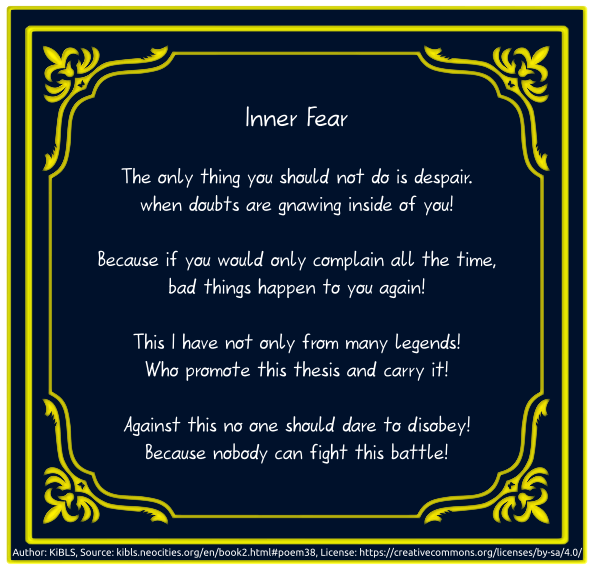 Inner Fear
The only thing you should not do is despair.
when doubts are gnawing inside of you!
Because if you would only complain all the time,
bad things happen to you again!
This I have not only from many legends!
Who promote this thesis and carry it!
Against this no one should dare to disobey!
Because nobody can fight this battle!
Author: KiBLS, Source: kibls.neocities.org/en/book2.html#poem38, License: https://creativecommons.org/licenses/by-sa/4.0/